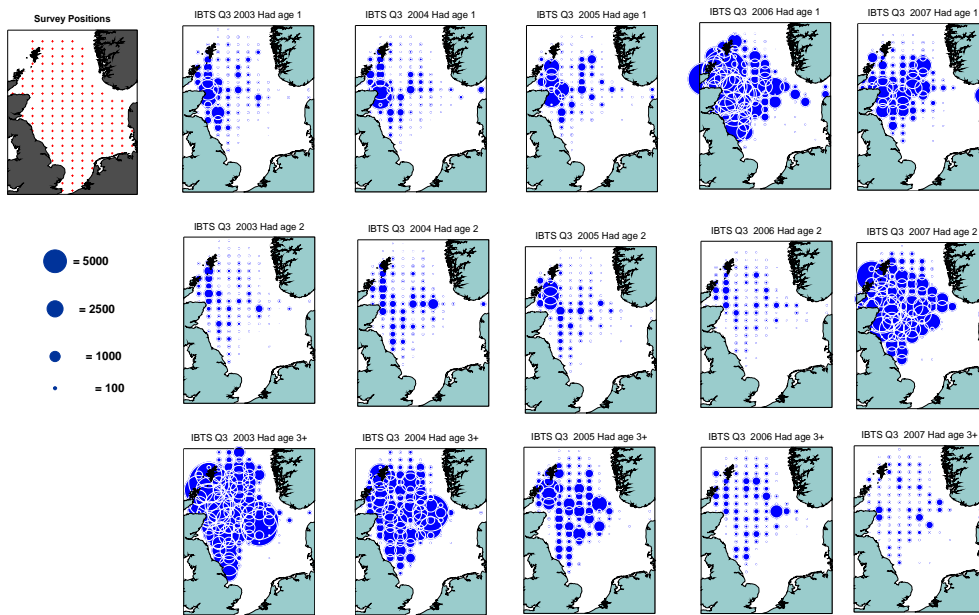 Survey Positions
IBTS Q3 2003 Had age 1
IBTS Q3 2004 Had age 1
IBTS Q3 2005 Had age 1
IBTS Q3 2006 Had age 1
IBTS Q3 2007 Had age 1
IBTS Q3 2003 Had age 2
IBTS Q3 2004 Had age 2
IBTS Q3 2005 Had age 2
IBTS Q3 2006 Had age 2
IBTS Q3 2007 Had age 2
= 5000
= 2500
= 1000
= 100
IBTS Q3 2003 Had age 3+
IBTS Q3 2004 Had age 3+
IBTS Q3 2005 Had age 3+
IBTS Q3 2006 Had age 3+
IBTS Q3 2007 Had age 3+